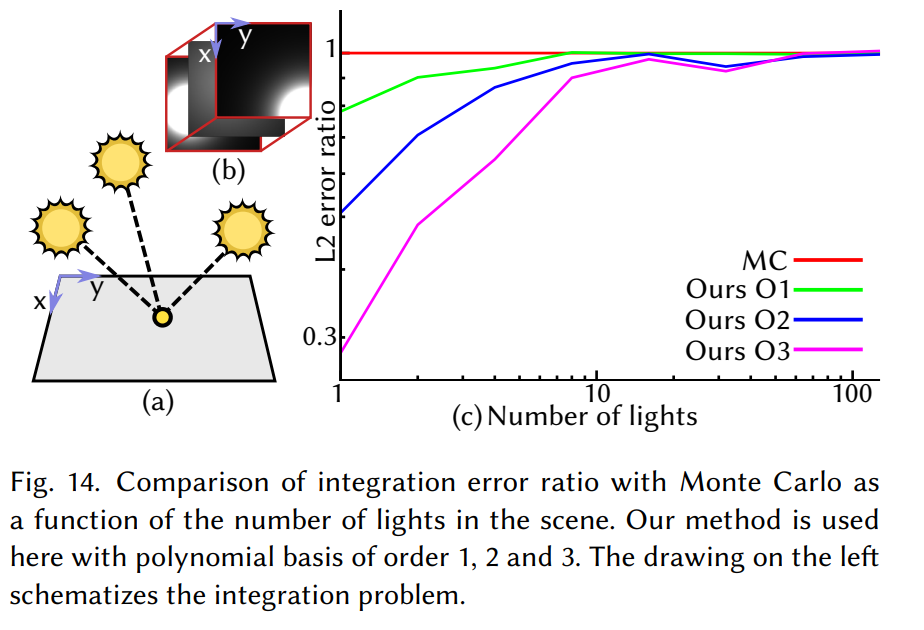 x
y
(b)
x
y
(a)
L2 error ratio
1
0.3
MC
Ours O1
Ours O2
Ours O3
1
10
100
(c) Number of lights
Fig. 14. Comparison of integration error ratio with Monte Carlo as
a function of the number of lights in the scene. Our method is used
here with polynomial basis of order 1, 2 and 3. The drawing on the left
schematizes the integration problem.